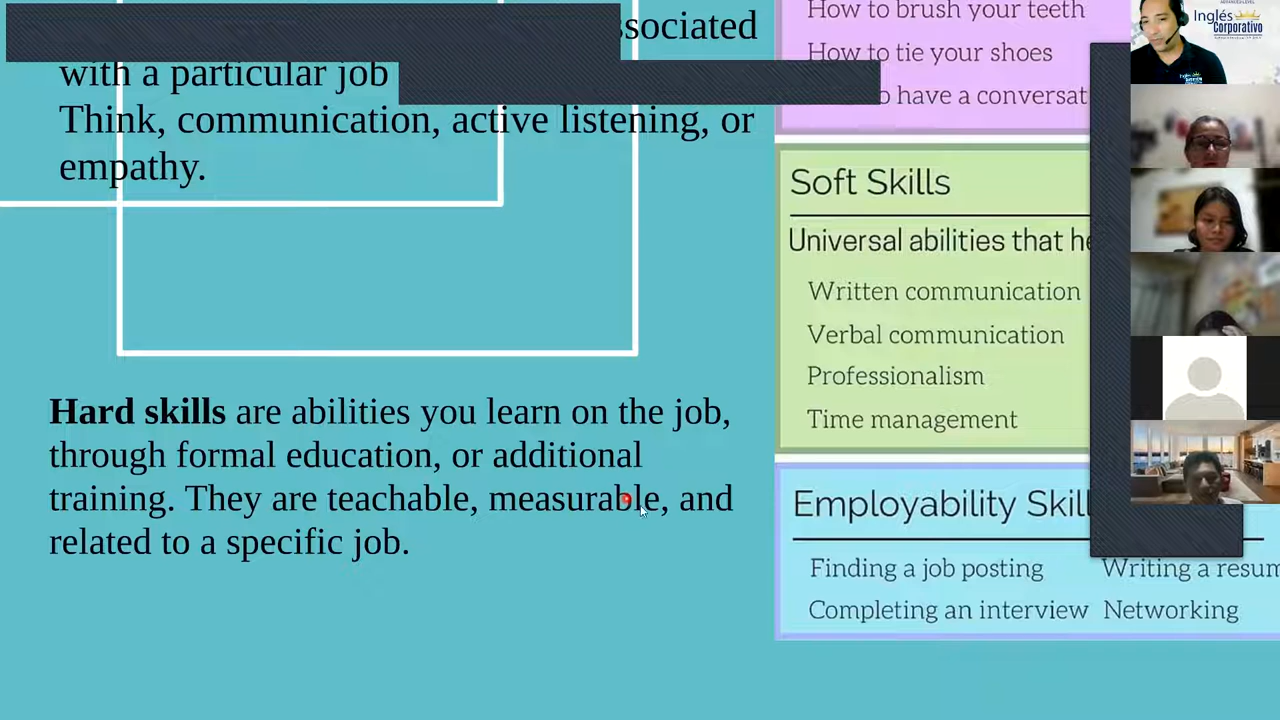 ssociated
with a particular job
Think, communication, active listening, or
empathy.
Hard skills are abilities you learn on the job,
through formal education, or additional
training. They are teachable, measurable, and
related to a specific job.
How to brush your teeth
How to tie your shoes
o have a conversat
Soft Skills
Universal abilities that he
Written communication
Verbal communication
Professionalism
Time management
Employability Skill
Finding a job posting Writing a resum
Completing an interview Networking
Inglés
Corporativo